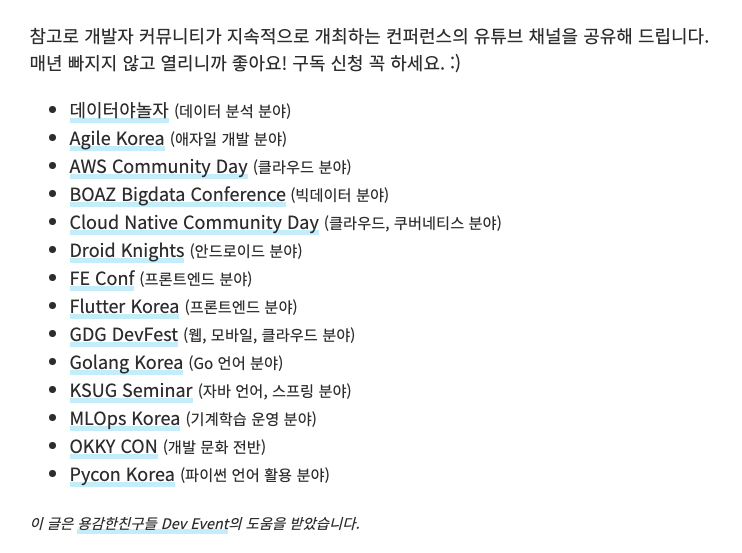 참고로 개발자 커뮤니티가 지속적으로 개최하는 컨퍼런스의 유튜브 채널을 공유해 드립니다.
매년 빠지지 않고 열리니까 좋아요! 구독 신청 꼭 하세요. :)
• 데이터야놀자 (데이터 분석 분야)
• Agile Korea (애자일 개발 분야)
• AWS Community Day (클라우드 분야)
• BOAZ Bigdata Conference (빅데이터 분야)
• Cloud Native Community Day (클라우드, 쿠버네티스 분야)
• Droid Knights (안드로이드 분야)
• FE Conf (프론트엔드 분야)
• Flutter Korea (프론트엔드 분야)
• GDG DevFest (웹, 모바일, 클라우드 분야)
• Golang Korea (Go 언어 분야)
• KSUG Seminar (자바 언어, 스프링 분야)
• MLOps Korea (기계학습 운영 분야)
• OKKY CON (개발 문화 전반)
• Pycon Korea (파이썬 언어 활용 분야)
이 글은 용감한친구들 Dev Event의 도움을 받았습니다.